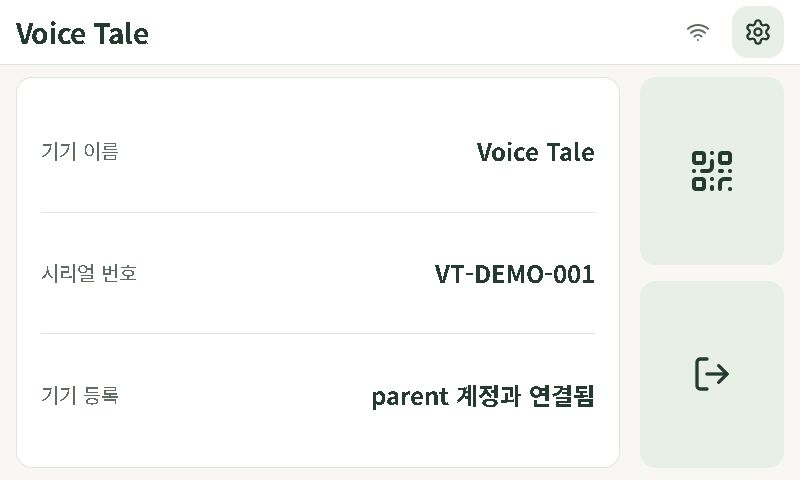 Voice Tale
기기 이름
Voice Tale
시리얼 번호
VT-DEMO-001
기기 등록
parent 계정과 연결됨